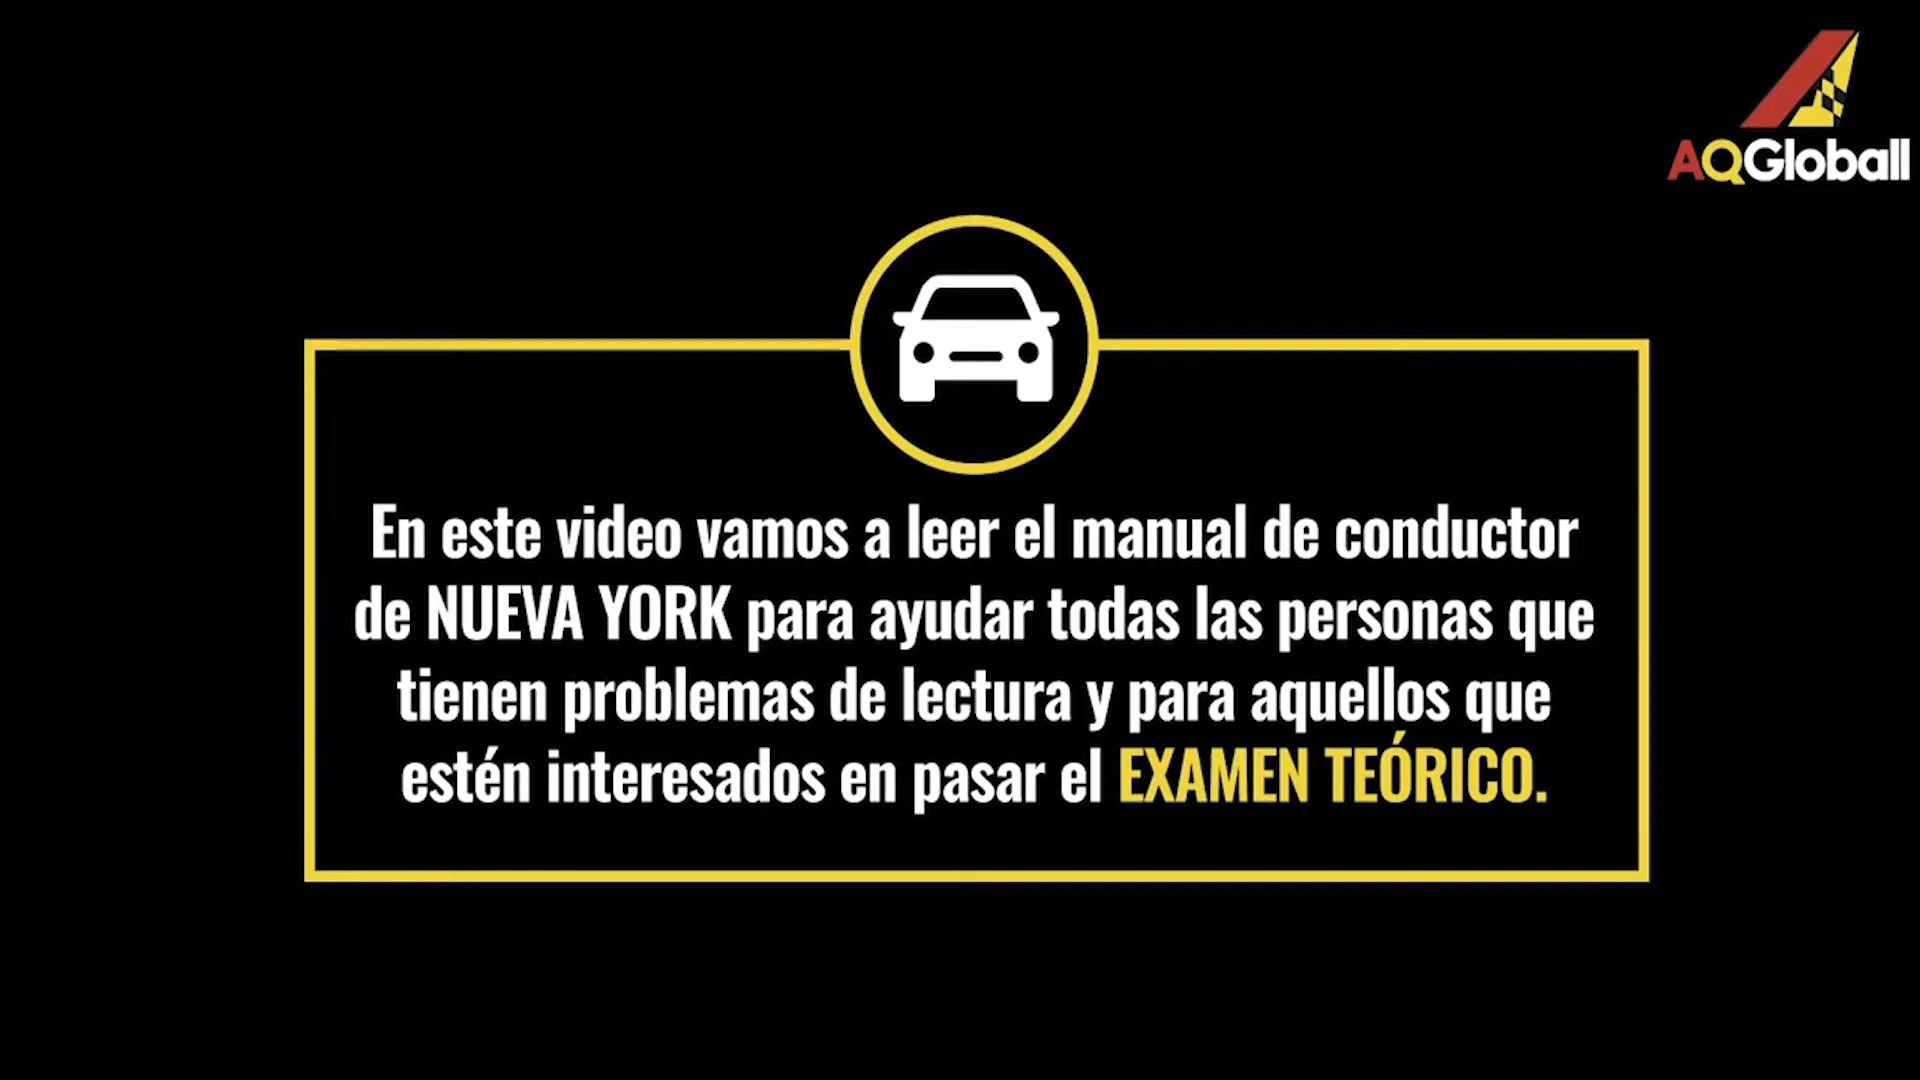 AQGloball
En este video vamos a leer el manual de conductor
de NUEVA YORK para ayudar todas las personas que
tienen problemas de lectura y para aquellos que
estén interesados en pasar el EXAMEN TEÓRICO.